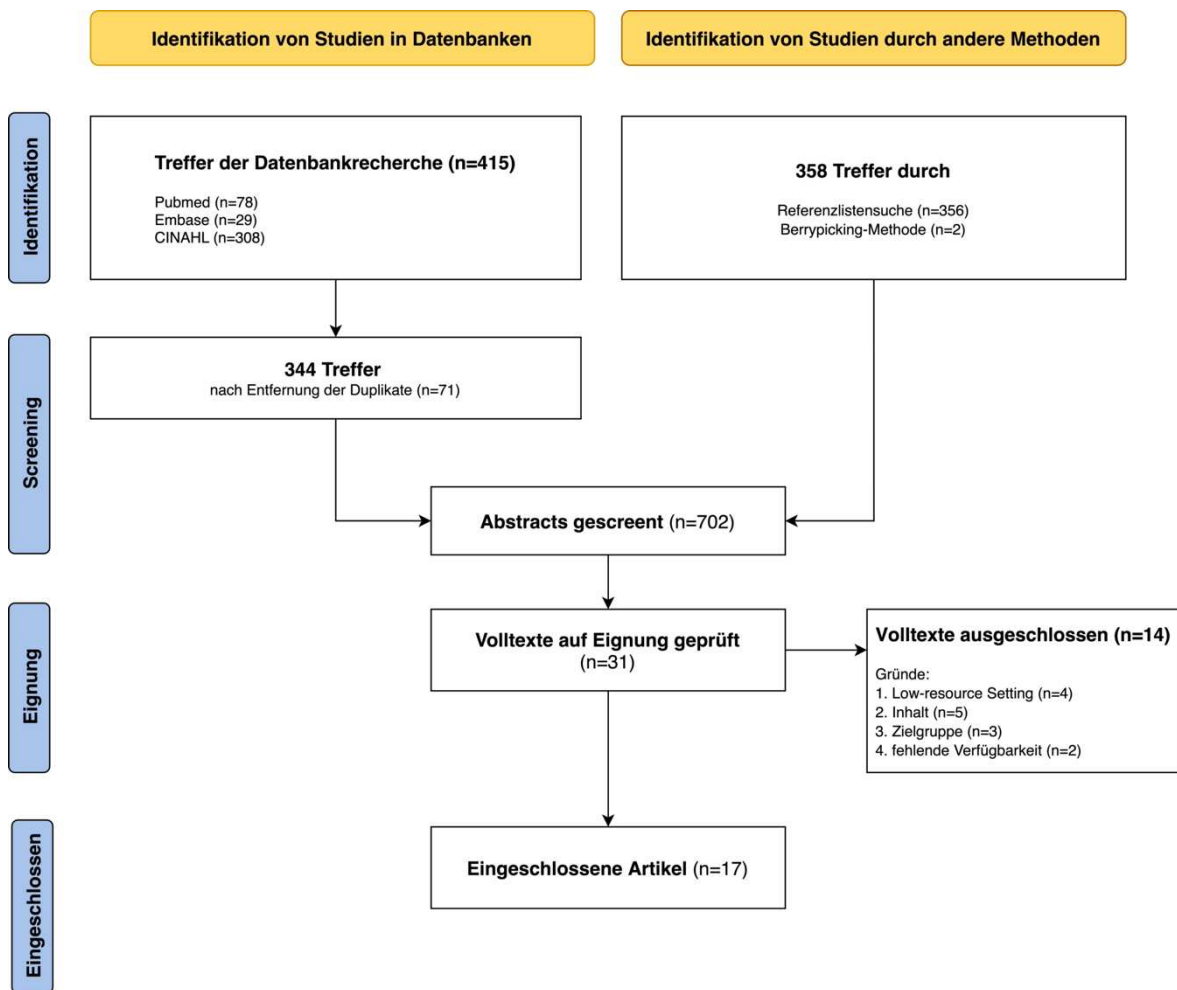 Identifikation von Studien in Datenbanken
Identifikation von Studien durch andere Methoden
Identifikation
Treffer der Datenbankrecherche (n=415)
Pubmed (n=78)
Embase (n=29)
CINAHL (n=308)
358 Treffer durch
Referenzlistensuche (n=356)
Berrypicking-Methode (n=2)
Screening
344 Treffer
nach Entfernung der Duplikate (n=71)
Abstracts gescreent (n=702)
Eignung
Volltexte auf Eignung geprüft
(n=31)
Volltexte ausgeschlossen (n=14)
Gründe:
1. Low-resource Setting (n=4)
2. Inhalt (n=5)
3. Zielgruppe (n=3)
4. fehlende Verfügbarkeit (n=2)
Eingeschlossen
Eingeschlossene Artikel (n=17)